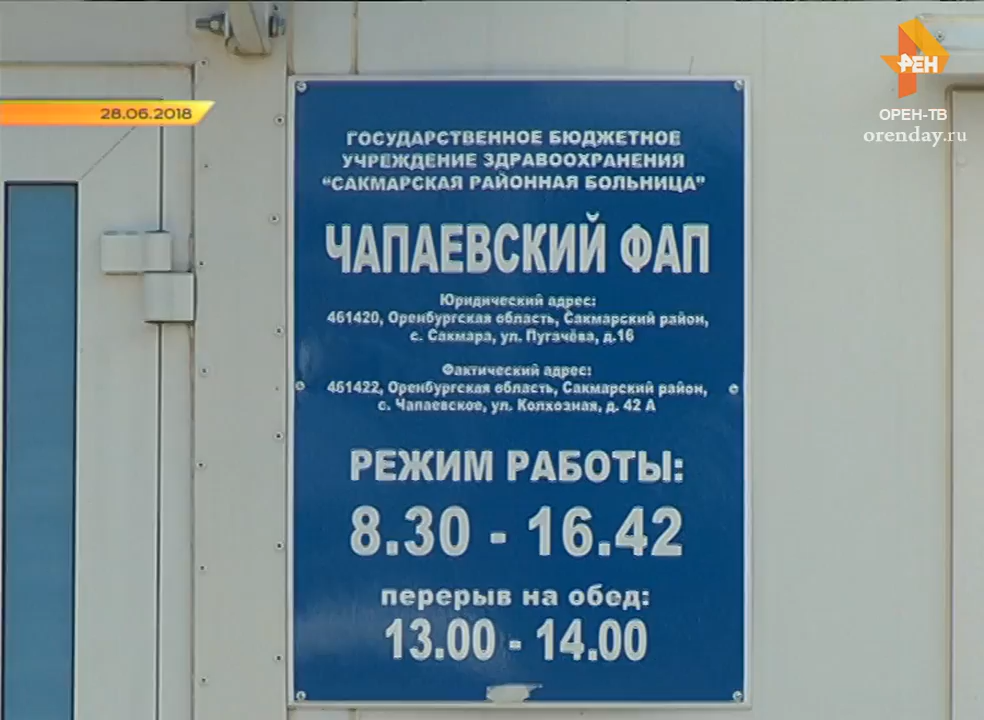 РЕН
ОРЕН-ТВ
orenday.ru
28.06.2018
ГОСУДАРСТВЕННОЕ БЮДЖЕТНОЕ
УЧРЕЖДЕНИЕ ЗДРАВООХРАНЕНИЯ
"САКМАРСКАЯ РАЙОННАЯ БОЛЬНИЦА"
ЧАПАЕВСКИЙ ФАП
Юридический адрес:
461420, Оренбургская область, Сакмарский район,
с. Сакмара, ул. Пугачёва, д.16
Фактический адрес:
461422, Оренбургская область, Сакмарский район,
с. Чапаевское, ул. Колхозная, д. 42 А
РЕЖИМ РАБОТЫ:
8.30 - 16.42
перерыв на обед:
13.00 - 14.00